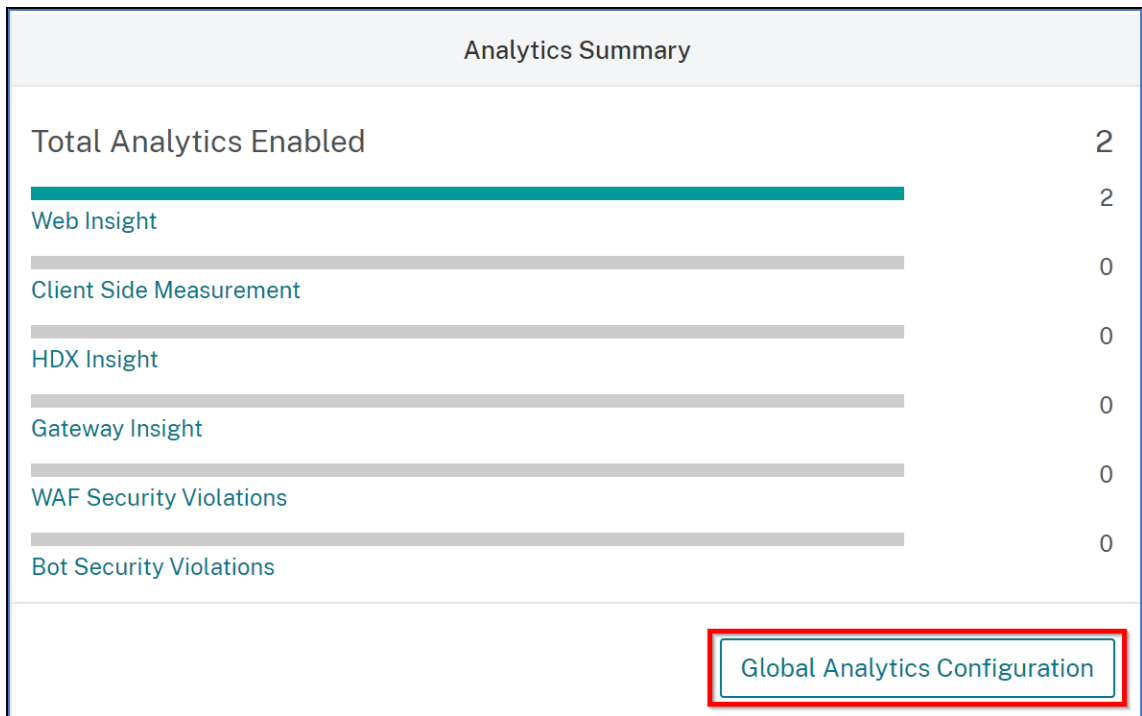 Analytics Summary
Total Analytics Enabled 2
2
Web Insight
0
Client Side Measurement
0
HDX Insight
0
Gateway Insight
0
WAF Security Violations
0
Bot Security Violations
Global Analytics Configuration